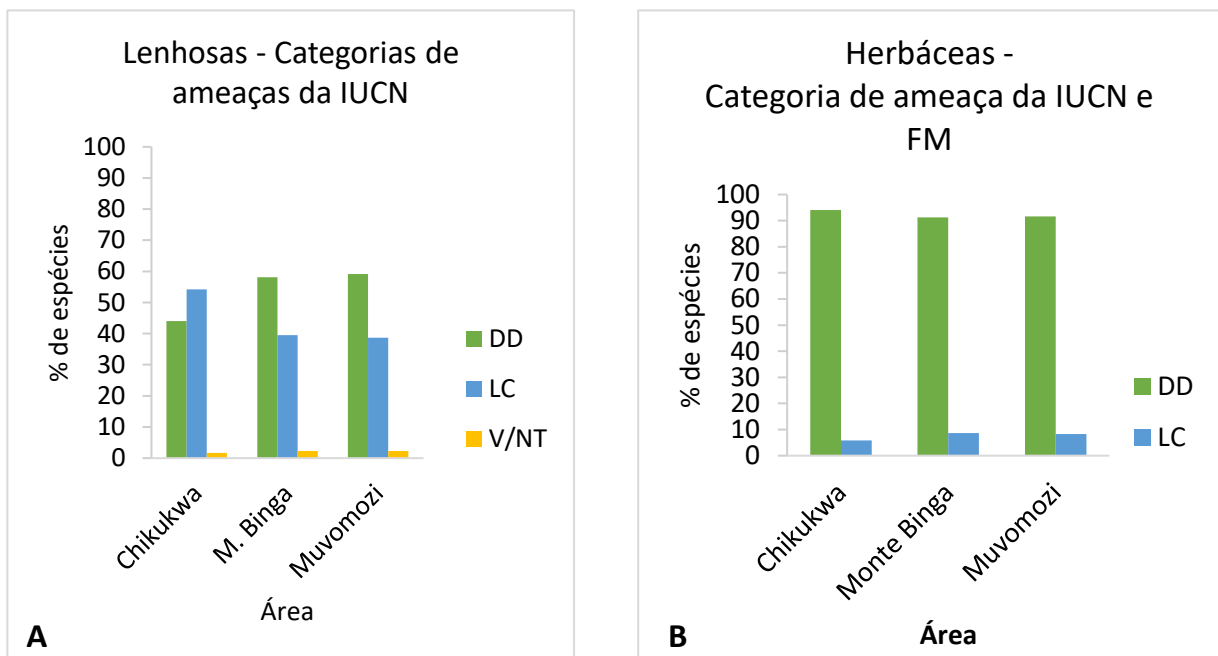 Lenhosas - Categorias de
ameaças da IUCN
% de espécies
100
90
80
70
60
50
40
30
20
10
0
DD
LC
V/NT
Chikukwa
M. Binga
Muvomozi
Área
A
Herbáceas -
Categoria de ameaça da IUCN e
FM
% de espécies
100
90
80
70
60
50
40
30
20
10
0
DD
LC
Chikukwa
Monte Binga
Muvomozi
Área
B